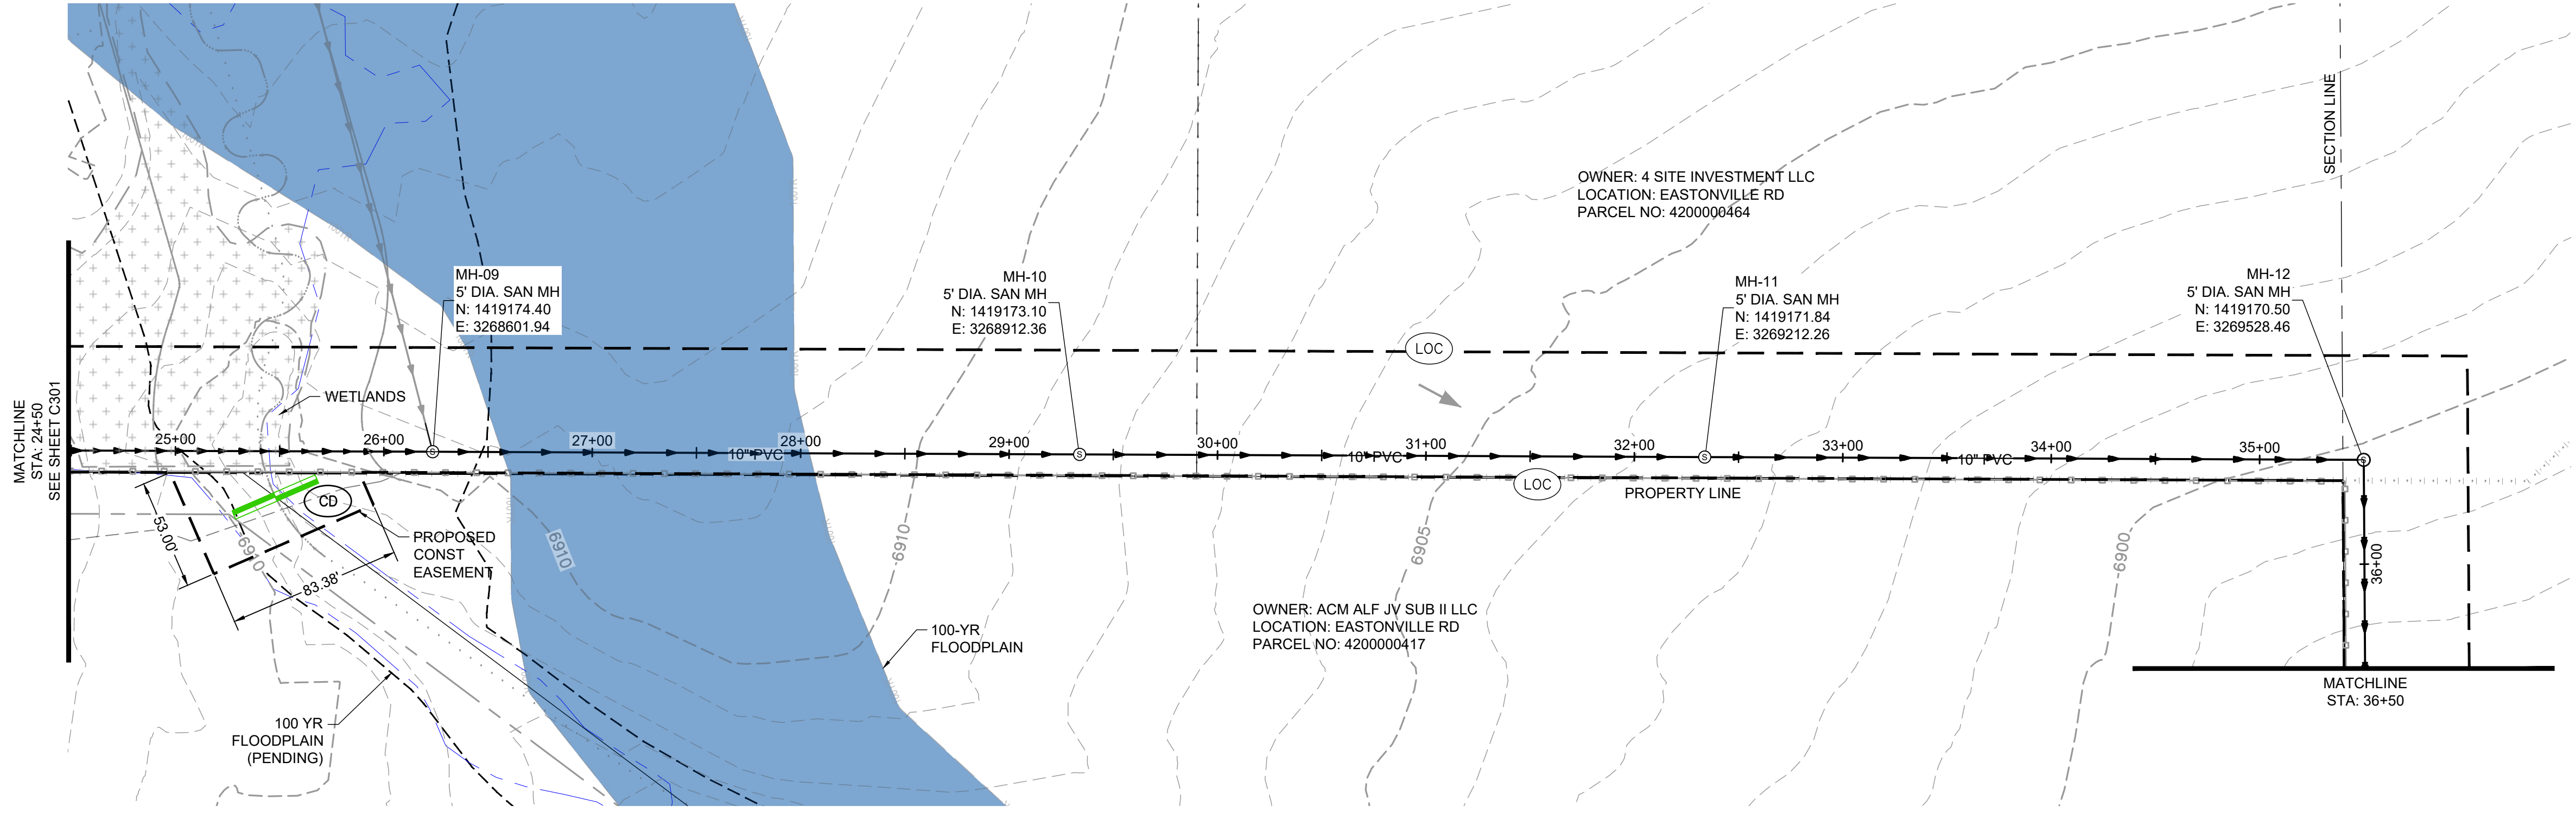 SECTION LINE
OWNER: 4 SITE INVESTMENT LLC
LOCATION: EASTONVILLE RD
PARCEL NO: 4200000464
MH-09
5' DIA. SAN MH
N: 1419174.40
E: 3268601.94
MH-10
5' DIA. SAN MH
N: 1419173.10
E: 3268912.36
MH-11
5' DIA. SAN MH
N: 1419171.84
E: 3269212.26
MH-12
5' DIA. SAN MH
N: 1419170.50
E: 3269528.46
LOC
MATCHLINE
STA: 24+50
SEE SHEET C301
WETLANDS
25+00
26+00
27+00
28+00
29+00
30+00
31+00
32+00
33+00
34+00
35+00
S
10" PVC
S
10" PVC
S
10" PVC
S
LOC
PROPERTY LINE
CD
53.00'
83.38'
PROPOSED
CONST
EASEMENT
6910
6910
6910
6905
6900
36+00
OWNER: ACM ALF JV SUB II LLC
LOCATION: EASTONVILLE RD
PARCEL NO: 4200000417
100-YR
FLOODPLAIN
100 YR
FLOODPLAIN
(PENDING)
MATCHLINE
STA: 36+50